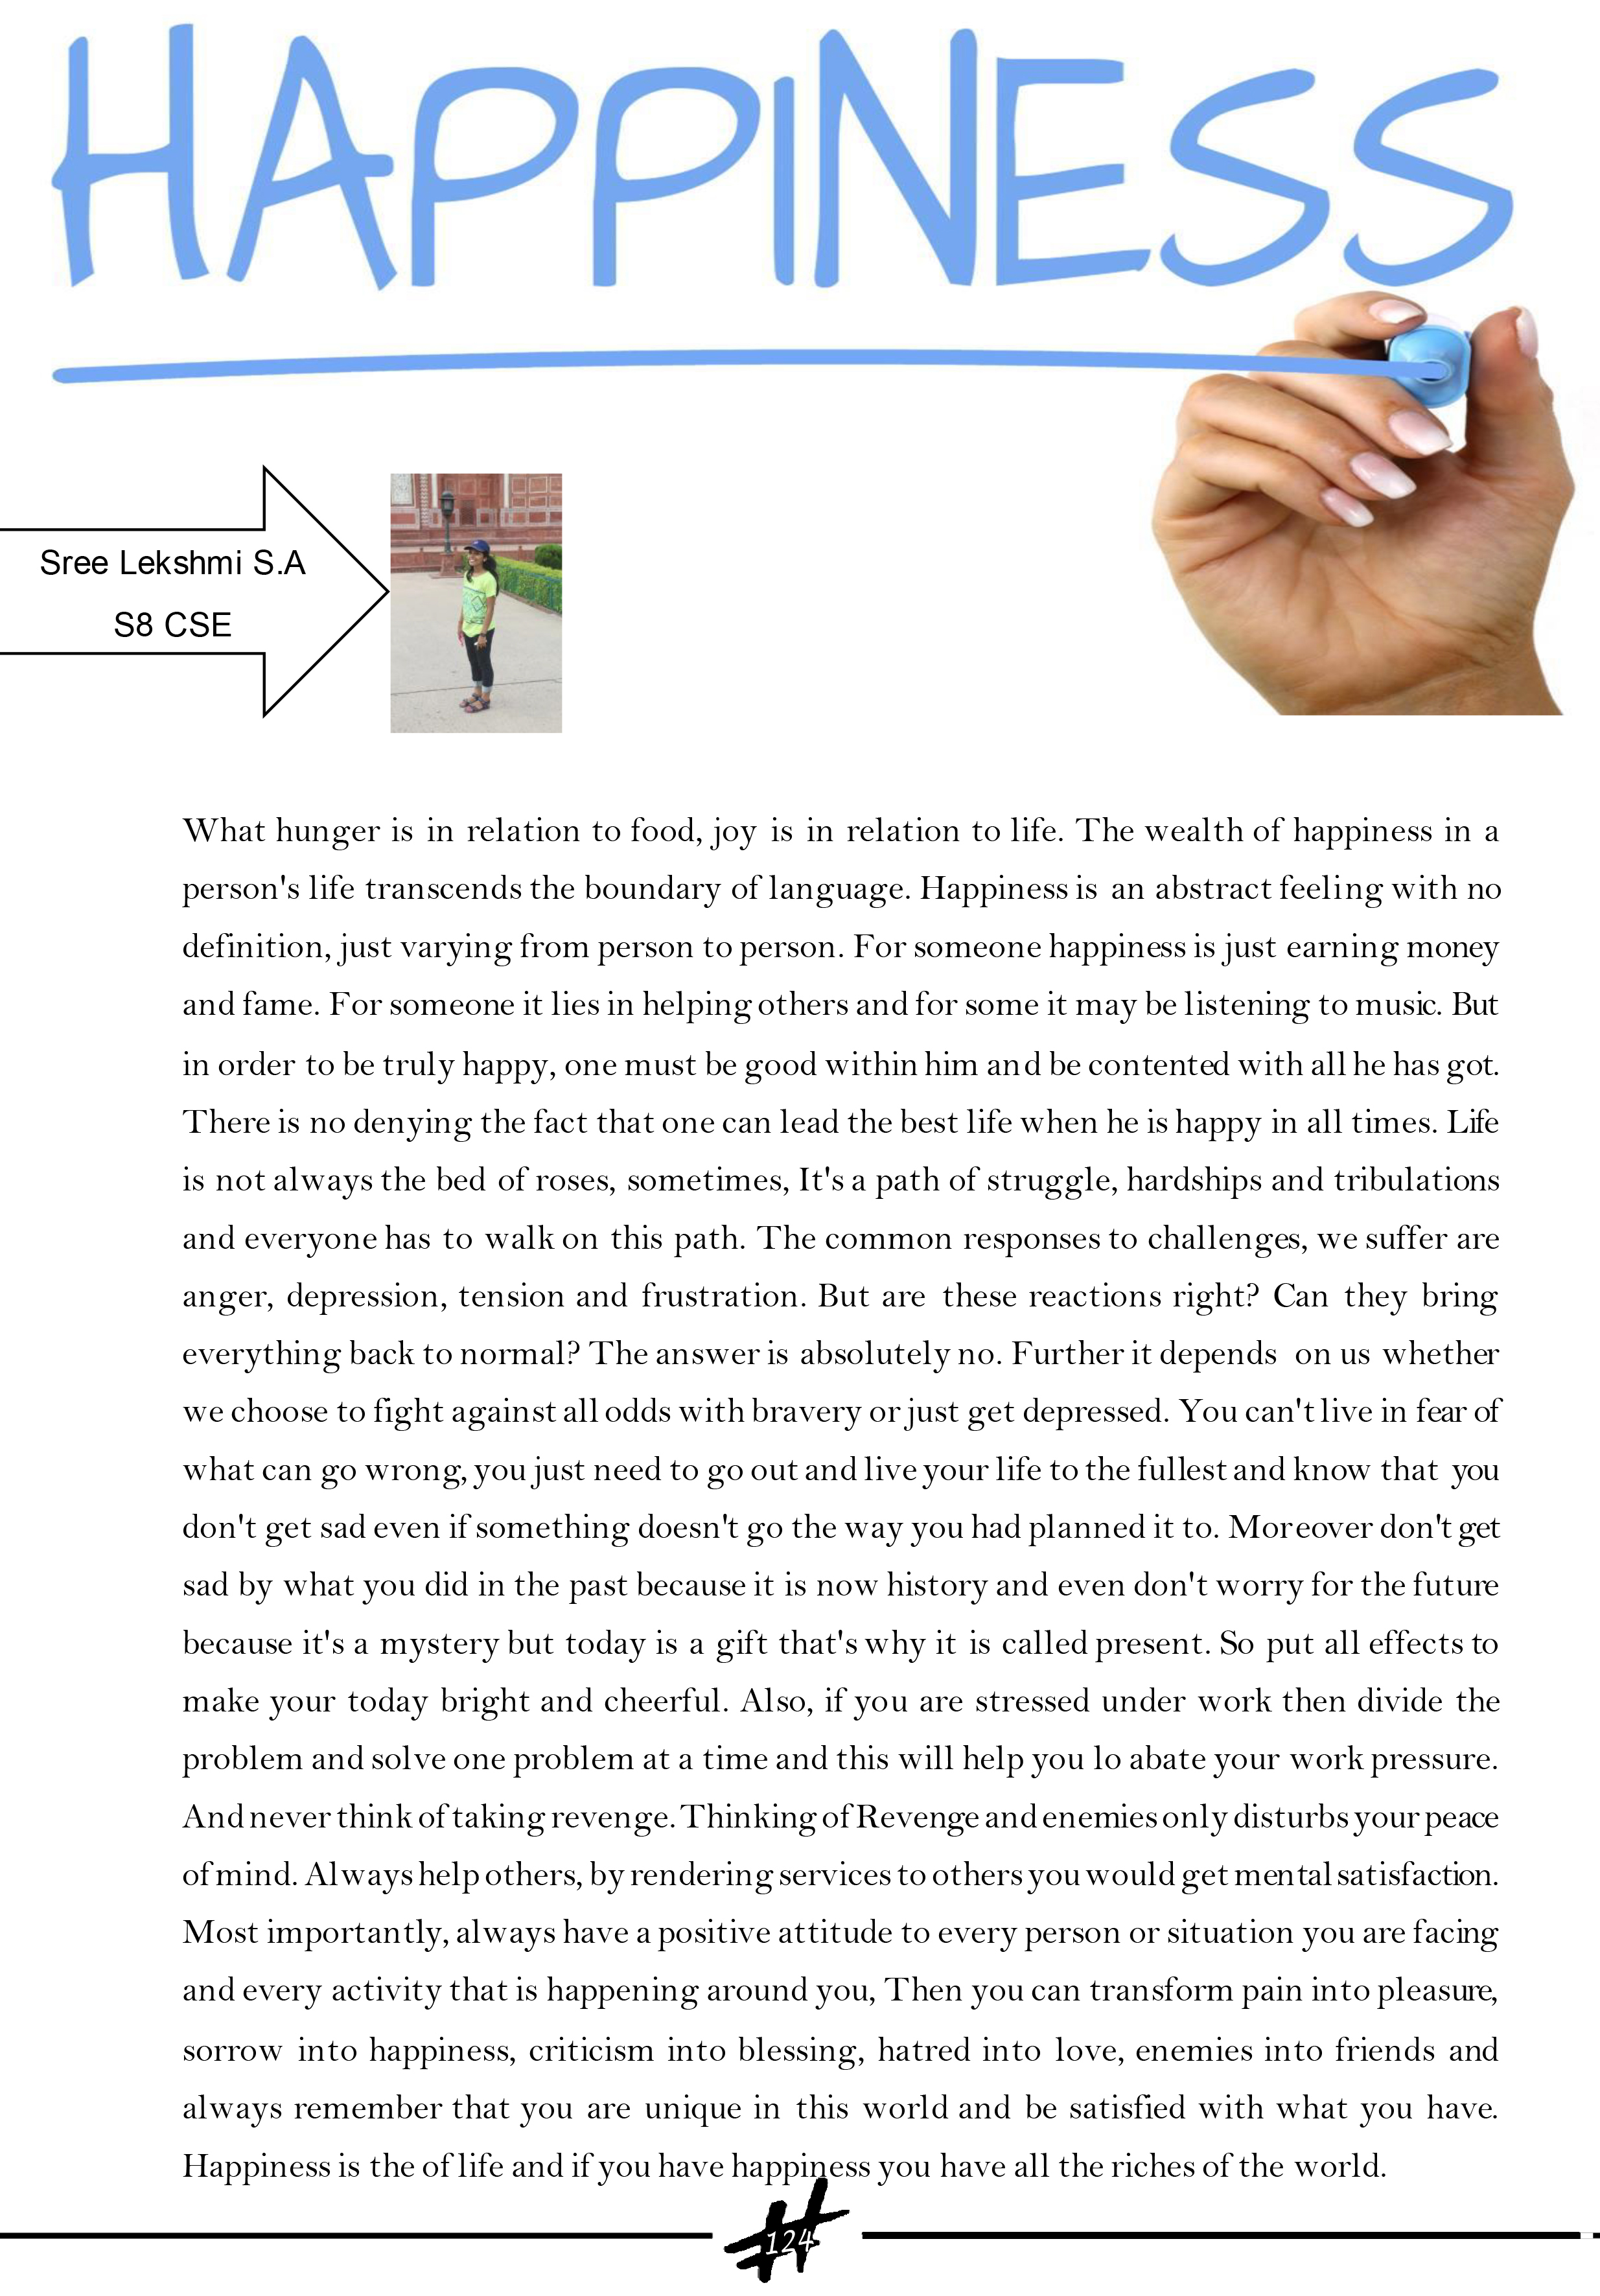 HAPPINESS
Sree Lekshmi S.A
S8 CSE
What hunger is in relation to food, joy is in relation to life. The wealth of happiness in a
person's life transcends the boundary of language. Happiness is an abstract feeling with no
definition, just varying from person to person. For someone happiness is just earning money
and fame. For someone it lies in helping others and for some it may be listening to music. But
in order to be truly happy, one must be good within him and be contented with all he has got.
There is no denying the fact that one can lead the best life when he is happy in all times. Life
is not always the bed of roses, sometimes, It's a path of struggle, hardships and tribulations
and everyone has to walk on this path. The common responses to challenges, we suffer are
anger, depression, tension and frustration. But are these reactions right? Can they bring
everything back to normal? The answer is absolutely no. Further it depends on us whether
we choose to fight against all odds with bravery or just get depressed. You can't live in fear of
what can go wrong, you just need to go out and live your life to the fullest and know that you
don't get sad even if something doesn't go the way you had planned it to. Moreover don't get
sad by what you did in the past because it is now history and even don't worry for the future
because it's a mystery but today is a gift that's why it is called present. So put all effects to
make your today bright and cheerful. Also, if you are stressed under work then divide the
problem and solve one problem at a time and this will help you lo abate your work pressure.
And never think of taking revenge. Thinking of Revenge and enemies only disturbs your peace
of mind. Always help others, by rendering services to others you would get mental satisfaction.
Most importantly, always have a positive attitude to every person or situation you are facing
and every activity that is happening around you, Then you can transform pain into pleasure,
sorrow into happiness, criticism into blessing, hatred into love, enemies into friends and
always remember that you are unique in this world and be satisfied with what you have.
Happiness is the of life and if you have happiness you have all the riches of the world.
124